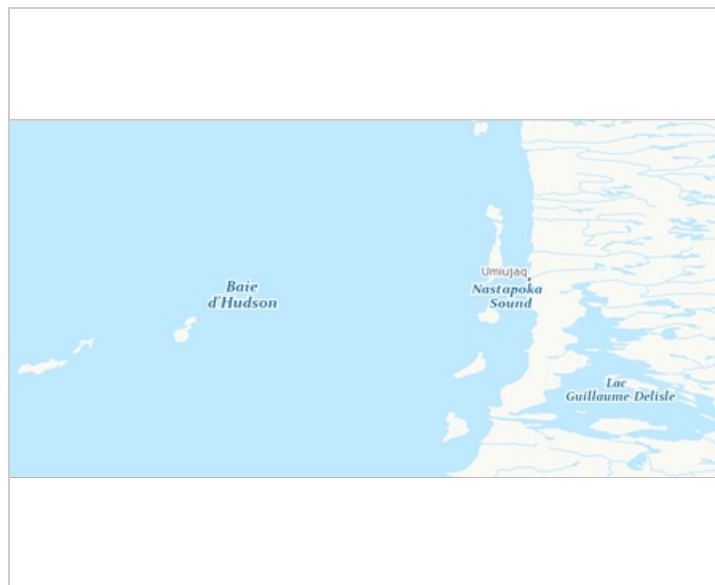 Umiujaq
Baie
d'Hudson
Nastapoka
Sound
Lac
Guillaume-Delisle